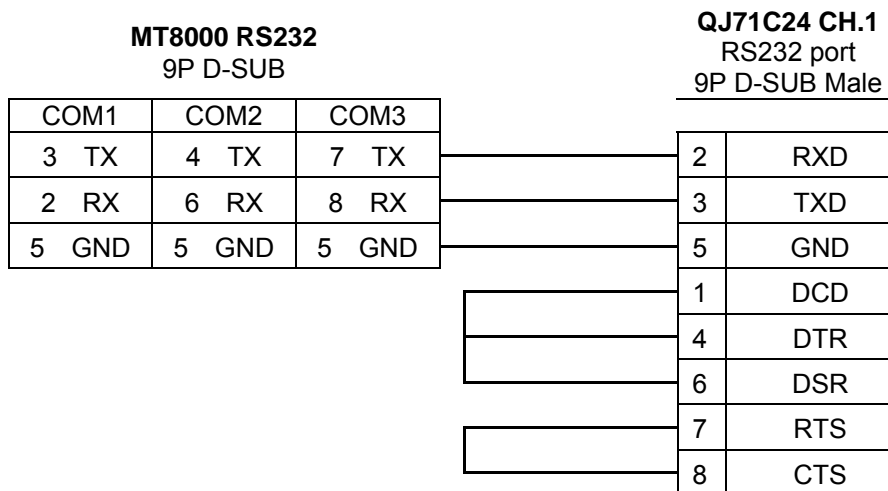 MT8000 RS232
9P D-SUB
QJ71C24 CH.1
RS232 port
9P D-SUB Male
COM1 COM2 COM3
3 TX 4 TX 7 TX 2 RXD
2 RX 6 RX 8 RX 3 TXD
5 GND 5 GND 5 GND 5 GND
1 DCD
4 DTR
6 DSR
7 RTS
8 CTS